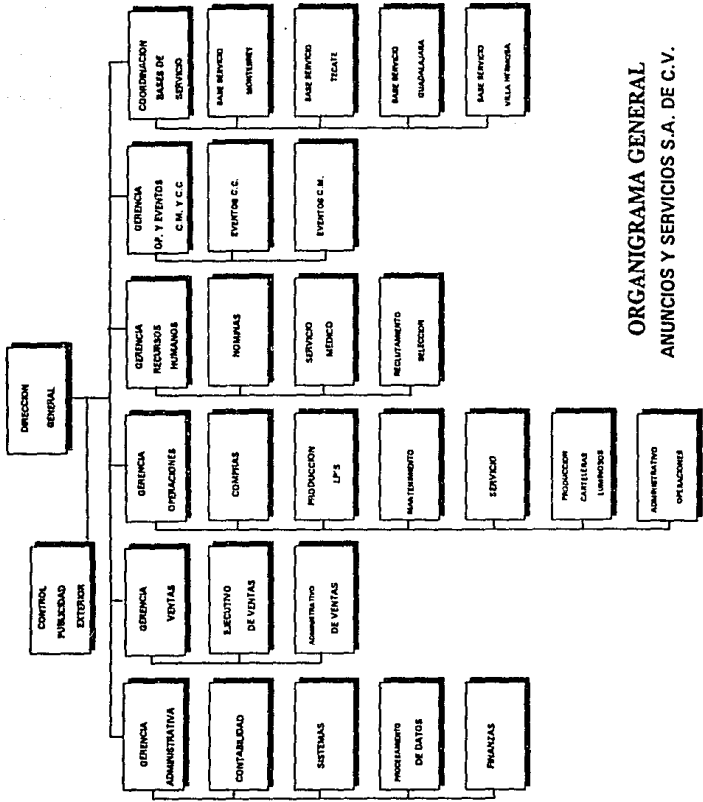 DIRECCION
GENERAL
CONTROL
PUBLICIDAD
EXTERIOR
GERENCIA
ADMINISTRATIVA
CONTABILIDAD
SISTEMAS
PROCESAMIENTO
DE DATOS
FINANZAS
GERENCIA
VENTAS
EJECUTIVO
DE VENTAS
ADMINISTRATIVO
DE VENTAS
GERENCIA
OPERACIONES
COMPRAS
PRODUCCION
LP'S
MANTENIMIENTO
SERVICIO
PRODUCCION
CARTELERAS
LUMINOSOS
ADMINISTRATIVO
OPERACIONES
GERENCIA
RECURSOS
HUMANOS
NOMINAS
SERVICIO
MEDICO
RECLUTAMIENTO
SELECCION
GERENCIA
OP. Y EVENTOS
C.M. Y C.C
EVENTOS C.C.
EVENTOS C.M.
COORDINACION
BASES DE
SERVICIO
BASE SERVICIO
MONTERREY
BASE SERVICIO
TECATE
BASE SERVICIO
GUADALAJARA
BASE SERVICIO
VILLA HERMOSA
ORGANIGRAMA GENERAL
ANUNCIOS Y SERVICIOS S.A. DE C.V.